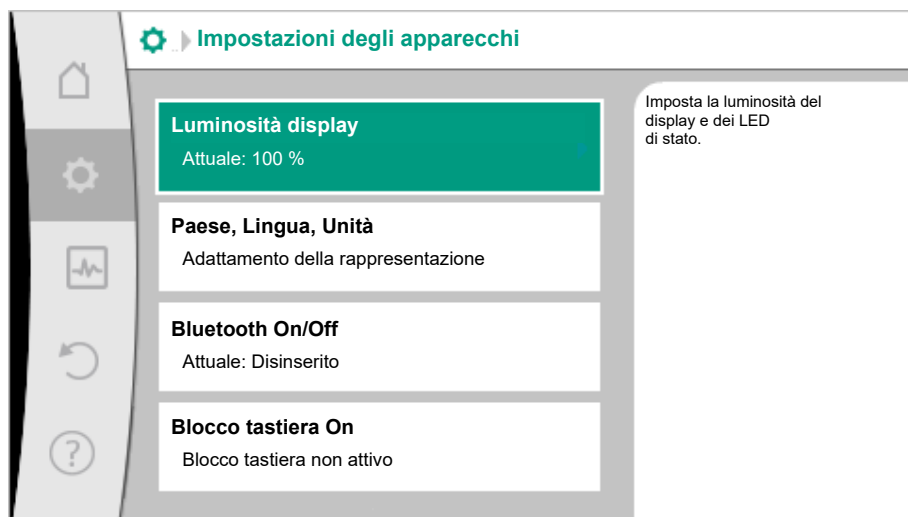 Impostazioni degli apparecchi
Luminosità display
Attuale: 100 %
Paese, Lingua, Unità
Adattamento della rappresentazione
Bluetooth On/Off
Attuale: Disinserito
Blocco tastiera On
Blocco tastiera non attivo
Imposta la luminosità del
display e dei LED
di stato.